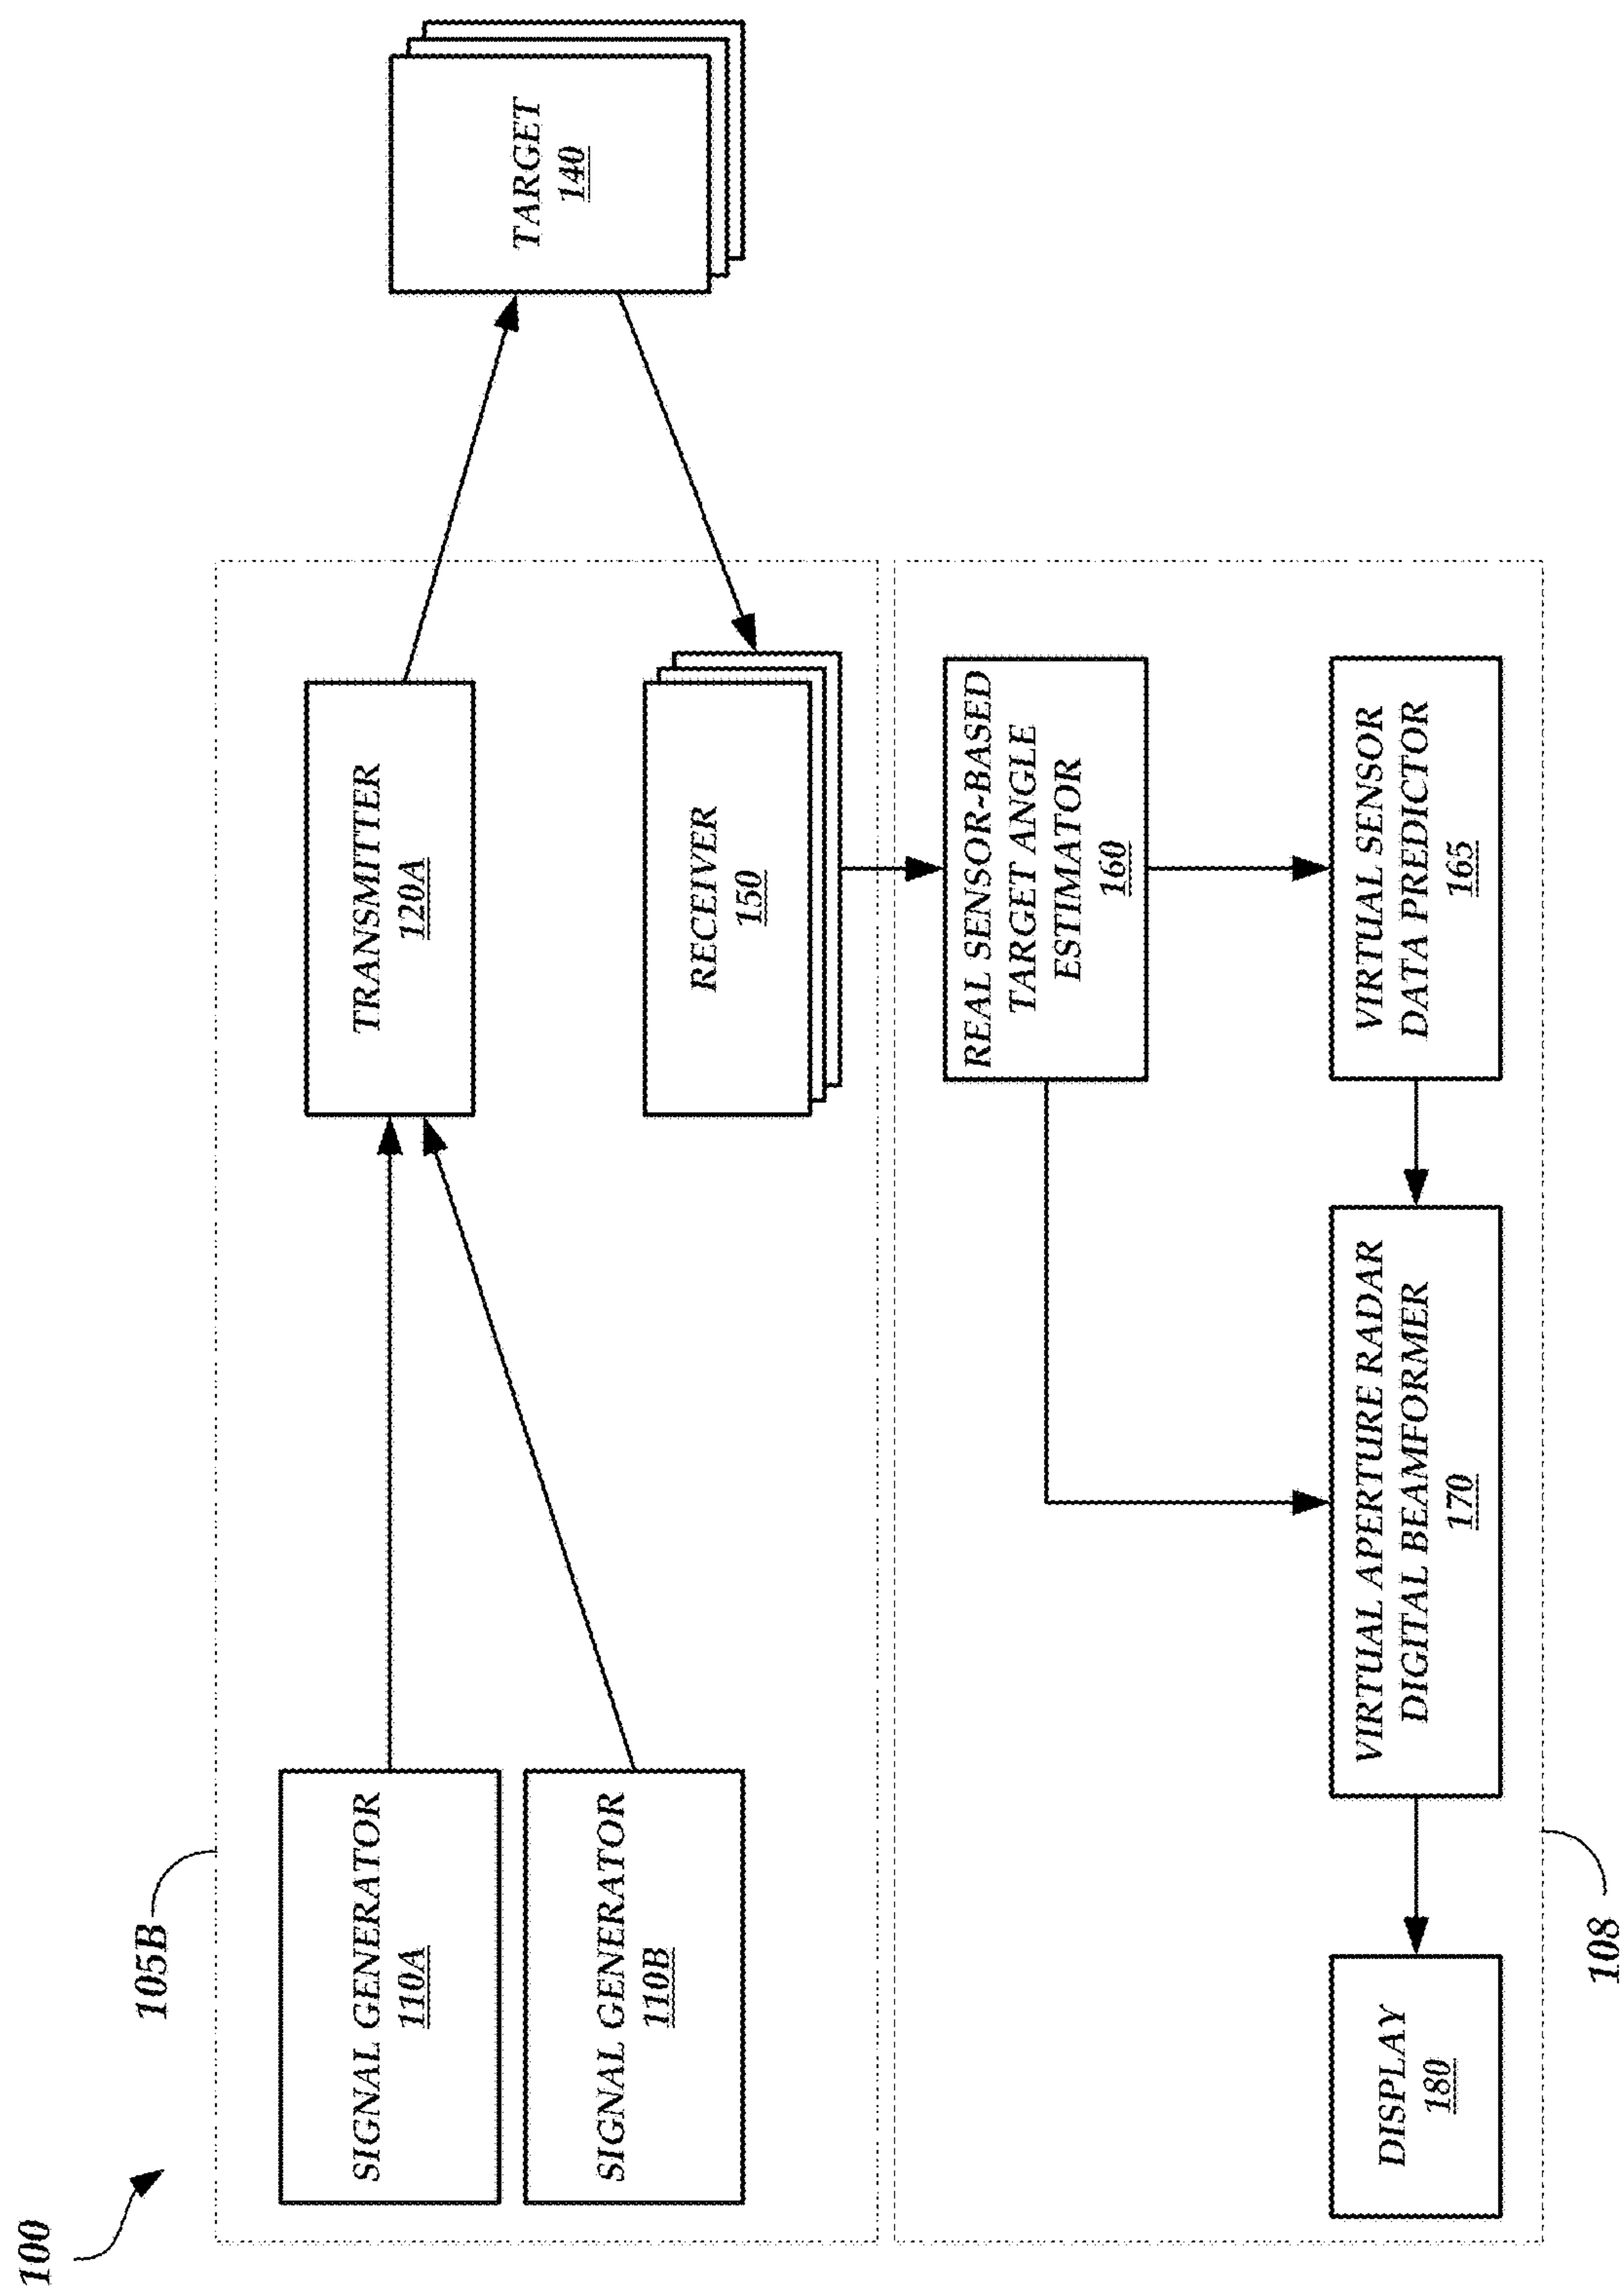 100
105B
SIGNAL GENERATOR
110A
SIGNAL GENERATOR
110B
TRANSMITTER
120A
RECEIVER
150
TARGET
140
REAL SENSOR-BASED
TARGET ANGLE
ESTIMATOR
160
VIRTUAL SENSOR
DATA PREDICTOR
165
VIRTUAL APERTURE RADAR
DIGITAL BEAMFORMER
170
DISPLAY
180
108